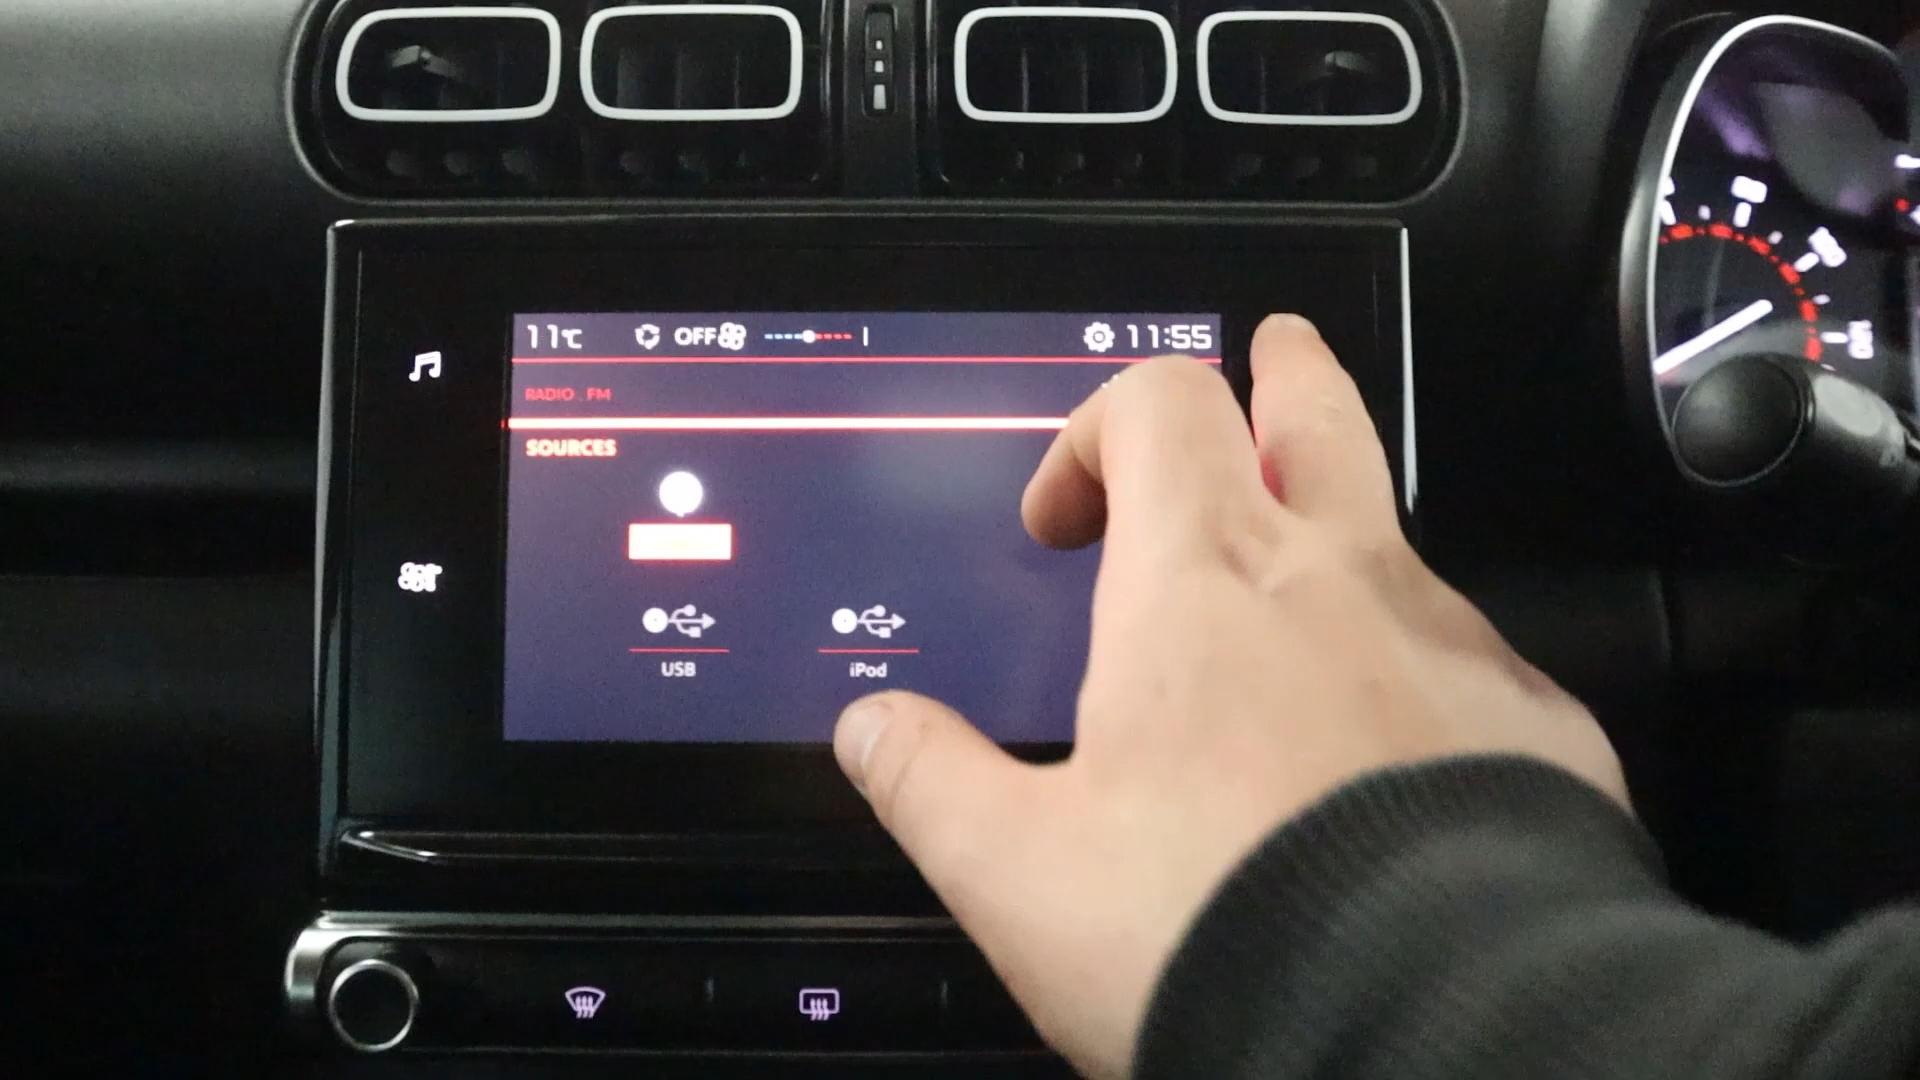 11℃ OFF 11:55
RADIO . FM
SOURCES
USB iPod